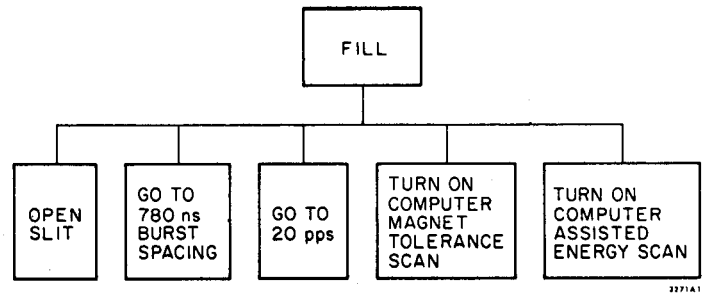 FILL
OPEN
SLIT
GO TO
780 ns
BURST
SPACING
GO TO
20 pps
TURN ON
COMPUTER
MAGNET
TOLERANCE
SCAN
TURN ON
COMPUTER
ASSISTED
ENERGY SCAN
3271A1